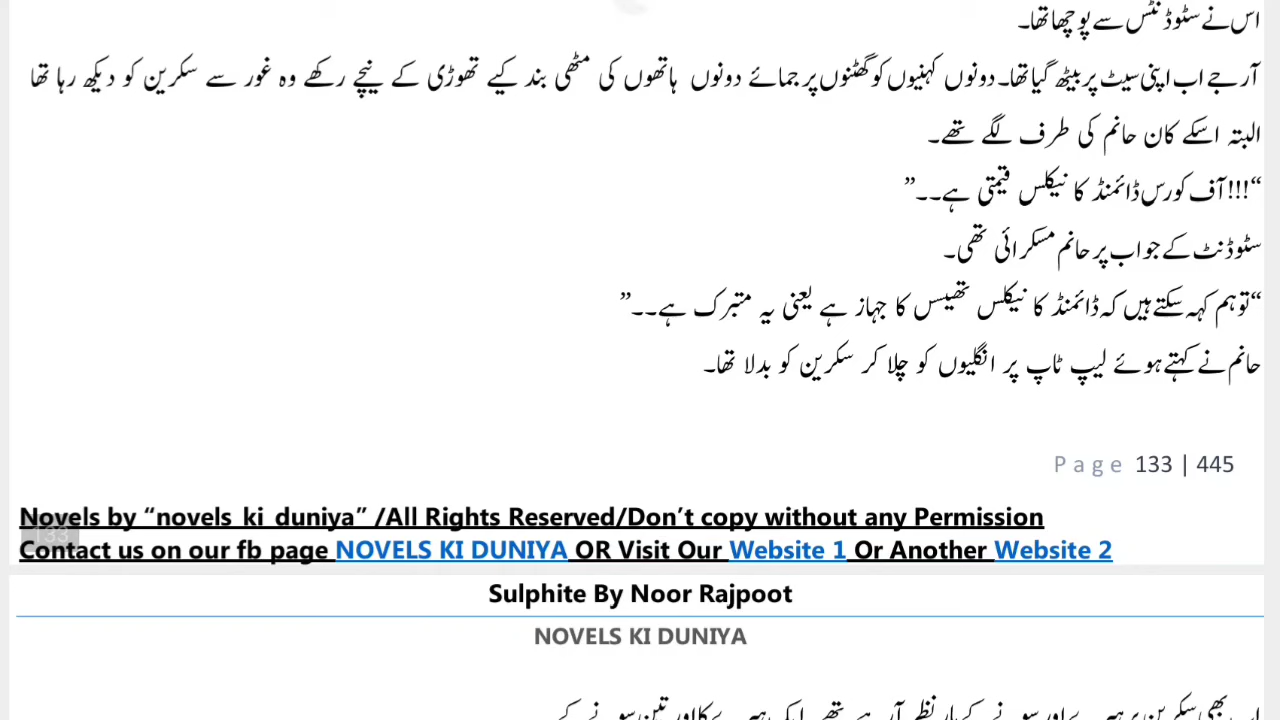 اس نے سٹوڈنٹس سے پوچھا تھا۔
آر جے اب اپنی سیٹ پر بیٹھ گیا تھا۔ دونوں کہنیوں کو گھٹنوں پر جمائے دونوں ہاتھوں کی مٹھی بند کیے تھوڑی کے نیچے رکھے وہ غور سے سکرین کو دیکھ رہا تھا
البتہ اسکے کان حانم کی طرف لگے تھے۔
“!!!آف کورس ڈائمنڈ کا نیکلس قیمتی ہے۔۔”
سٹوڈنٹ کے جواب پر حانم مسکرائی تھی۔
“تو ہم کہہ سکتے ہیں کہ ڈائمنڈ کا نیکلس تھیسس کا جہاز ہے یعنی یہ متبرک ہے۔۔”
حانم نے کہتے ہوئے لیپ ٹاپ پر انگلیوں کو چلا کر سکرین کو بدلا تھا۔
Page 133 | 445
Novels by “novels ki duniya” /All Rights Reserved/Don’t copy without any Permission
133
Contact us on our fb page NOVELS KI DUNIYA OR Visit Our Website 1 Or Another Website 2
Sulphite By Noor Rajpoot
NOVELS KI DUNIYA